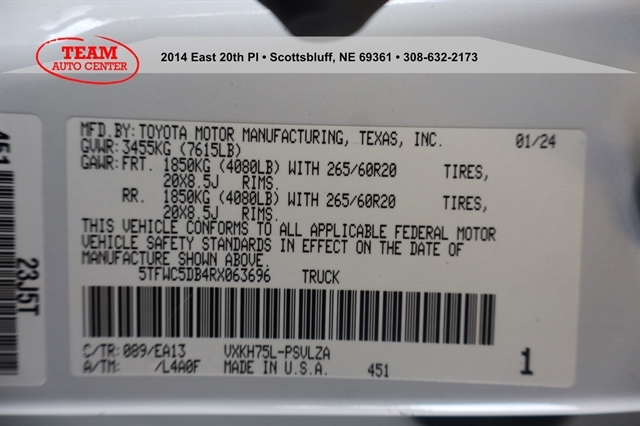 TEAM
AUTO CENTER
2014 East 20th Pl • Scottsbluff, NE 69361 • 308-632-2173
MFD.BY: TOYOTA MOTOR MANUFACTURING, TEXAS, INC. 01/24
GVWR: 3455KG (7615LB)
GAWR: FRT. 1850KG (4080LB) WITH 265/60R20 TIRES,
20X8.5J RIMS.
RR. 1850KG (4080LB) WITH 265/60R20 TIRES,
20X8.5J RIMS.
THIS VEHICLE CONFORMS TO ALL APPLICABLE FEDERAL MOTOR
VEHICLE SAFETY STANDARDS IN EFFECT ON THE DATE OF
MANUFACTURE SHOWN ABOVE.
5TFWC5DB4RX063696 TRUCK
C/TR: 089/EA13 VXKH75L-PSVLZA
A/TM: /L4A0F MADE IN U.S.A. 451 1
451
23J5T